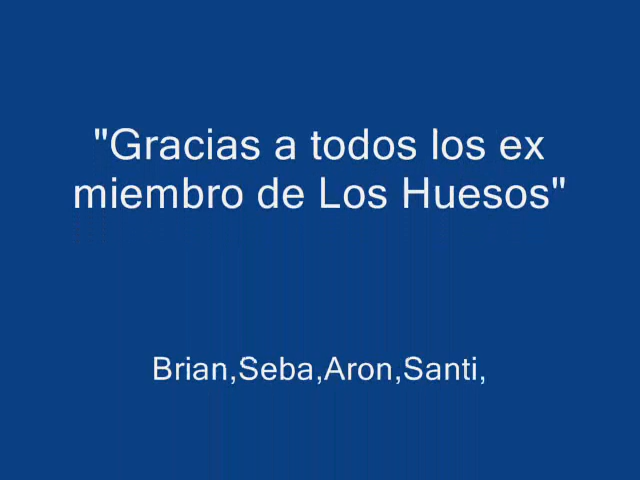 "Gracias a todos los ex
miembro de Los Huesos"
Brian,Seba,Aron,Santi,